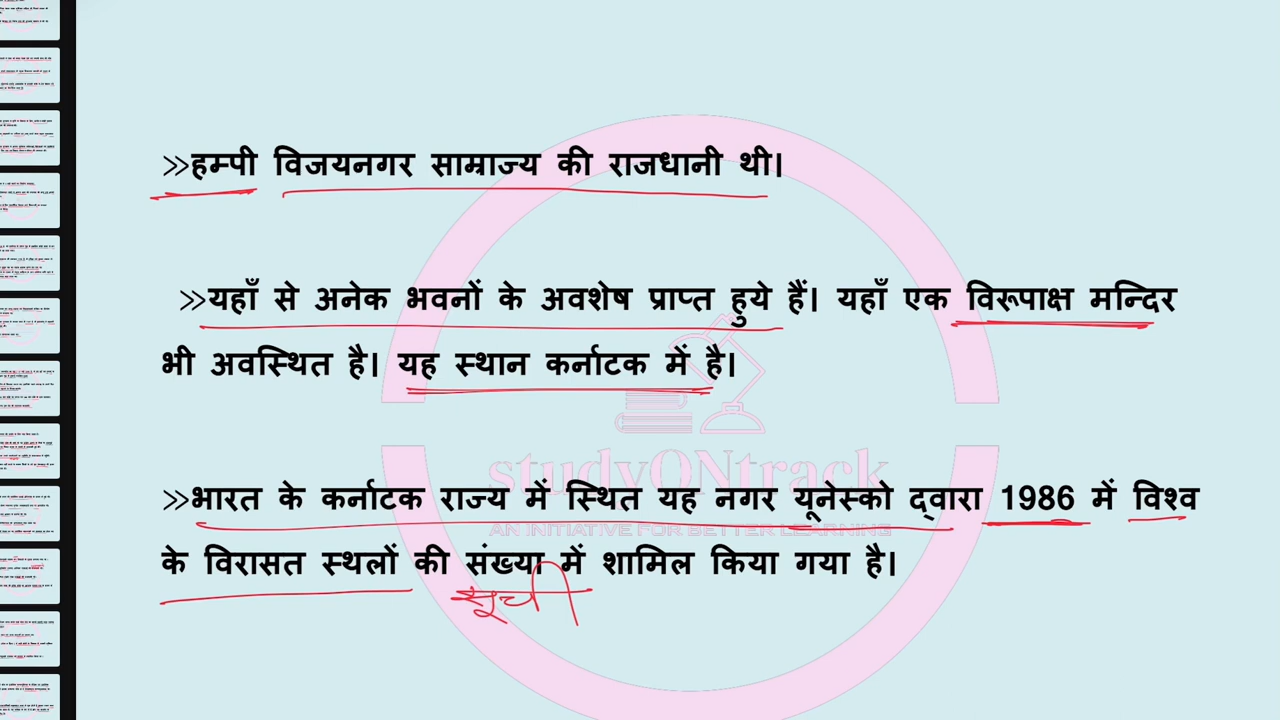 ≫हम्पी विजयनगर साम्राज्य की राजधानी थी।
≫यहाँ से अनेक भवनों के अवशेष प्राप्त हुये हैं। यहाँ एक विरूपाक्ष मन्दिर
भी अवस्थित है। यह स्थान कर्नाटक में है।
studyONtrack
≫भारत के कर्नाटक राज्य में स्थित यह नगर यूनेस्को द्वारा 1986 में विश्व
AN INITIATIVE FOR BETTER LEARNING
के विरासत स्थलों की संख्या में शामिल किया गया है।
सूची